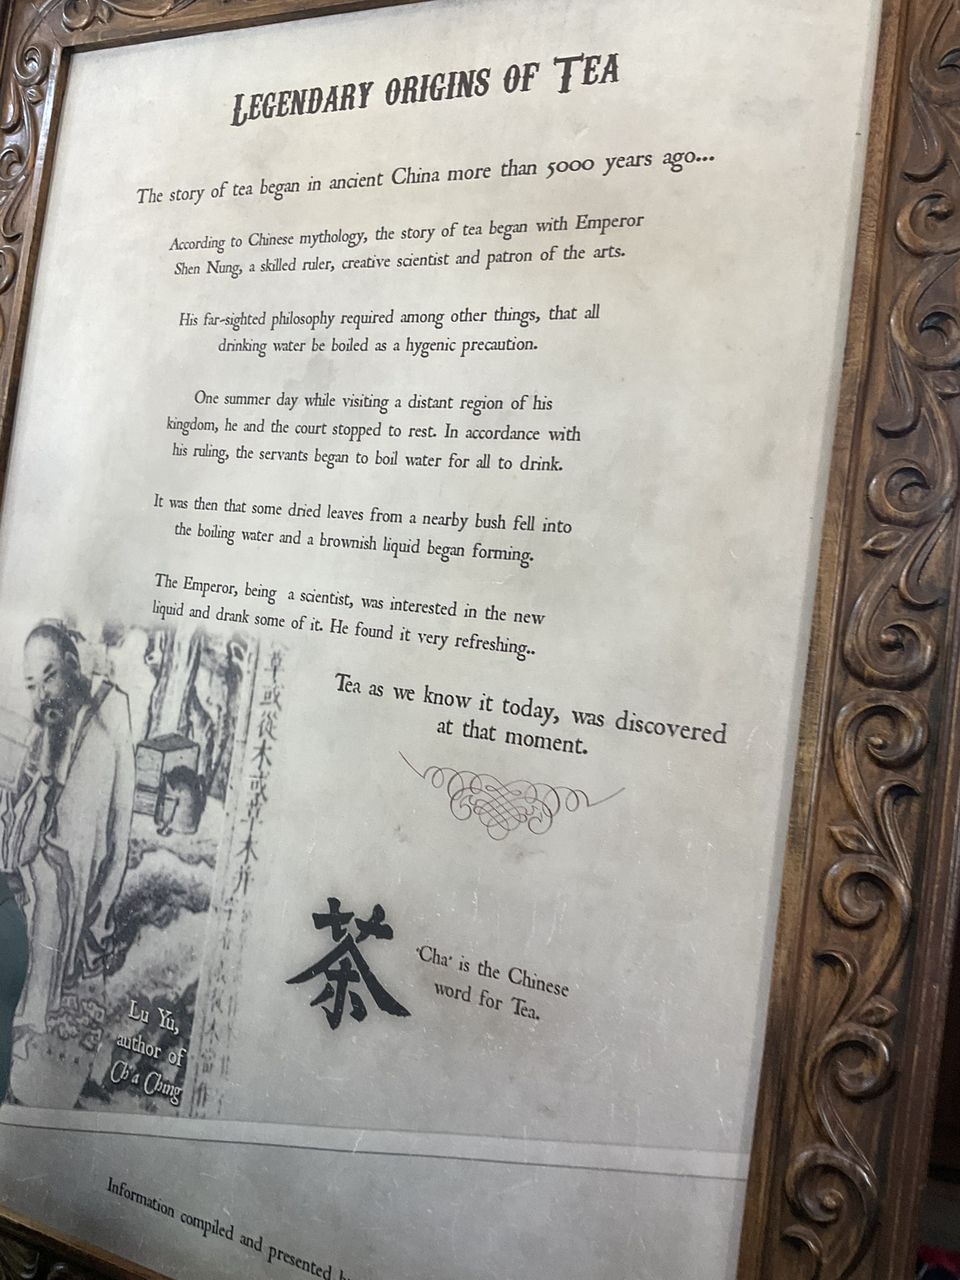 Legendary origins of Tea
The story of tea began in ancient China more than 5000 years ago...
According to Chinese mythology, the story of tea began with Emperor
Shen Nung, a skilled ruler, creative scientist and patron of the arts.
His far-sighted philosophy required among other things, that all
drinking water be boiled as a hygenic precaution.
One summer day while visiting a distant region of his
kingdom, he and the court stopped to rest. In accordance with
his ruling, the servants began to boil water for all to drink.
It was then that some dried leaves from a nearby bush fell into
the boiling water and a brownish liquid began forming.
The Emperor, being a scientist, was interested in the new
liquid and drank some of it. He found it very refreshing..
Tea as we know it today, was discovered
at that moment.
草或從木或草木并
茶
'Cha' is the Chinese
word for Tea.
Lu Yu,
author of
Ch'a Ching
Information compiled and presented